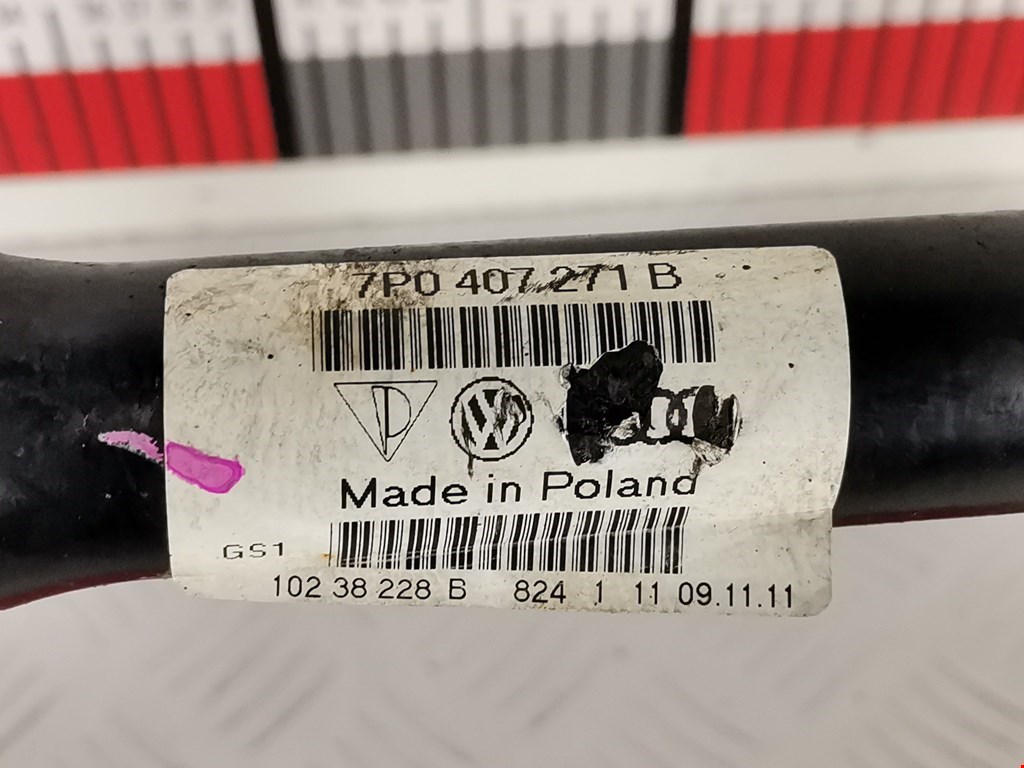 7P0 407 271 B
Made in Poland
GS1
102 38 228 B 824 1 11 09.11.11